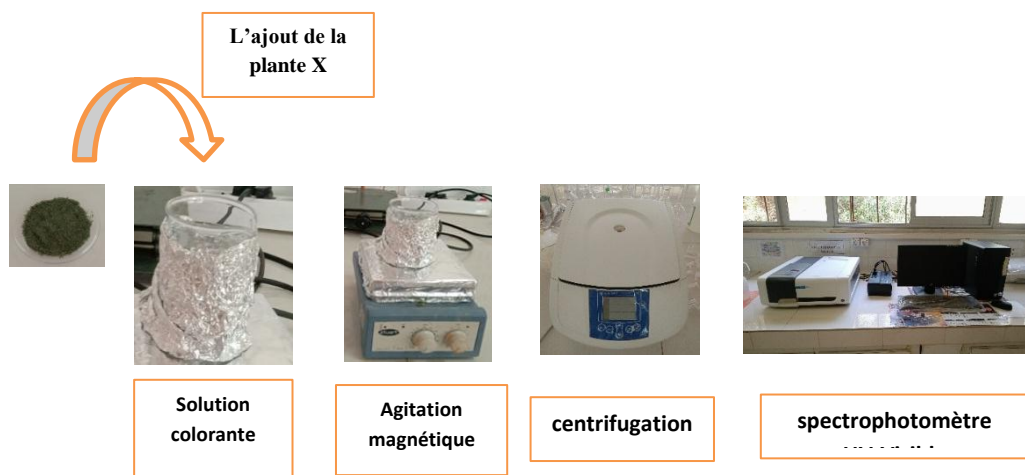 L'ajout de la
plante X
Solution
colorante
Agitation
magnétique
centrifugation
spectrophotomètre